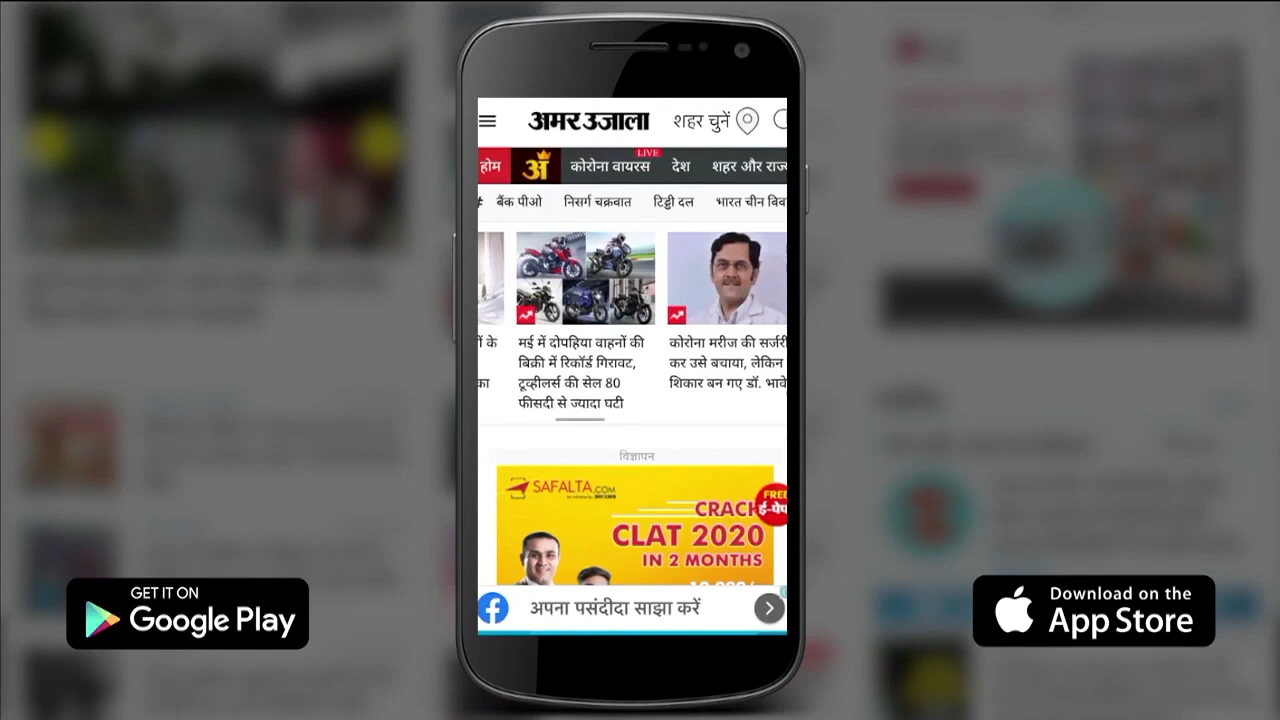 अमर उजाला
शहर चुनें
होम
अ
कोरोना वायरस
LIVE
देश
शहर और राज्
# बैंक पीओ
निसर्ग चक्रवात
टिड्डी दल
भारत चीन विवा
ों के
का
मई में दोपहिया वाहनों की
बिक्री में रिकॉर्ड गिरावट,
टूव्हीलर्स की सेल 80
फीसदी से ज्यादा घटी
कोरोना मरीज की सर्जरी
कर उसे बचाया, लेकिन
शिकार बन गए डॉ. भावे
विज्ञापन
SAFALTA.COM
CRACK
CLAT 2020
IN 2 MONTHS
FREE
ई-पेप
अपना पसंदीदा साझा करें
GET IT ON
Google Play
Download on the
App Store